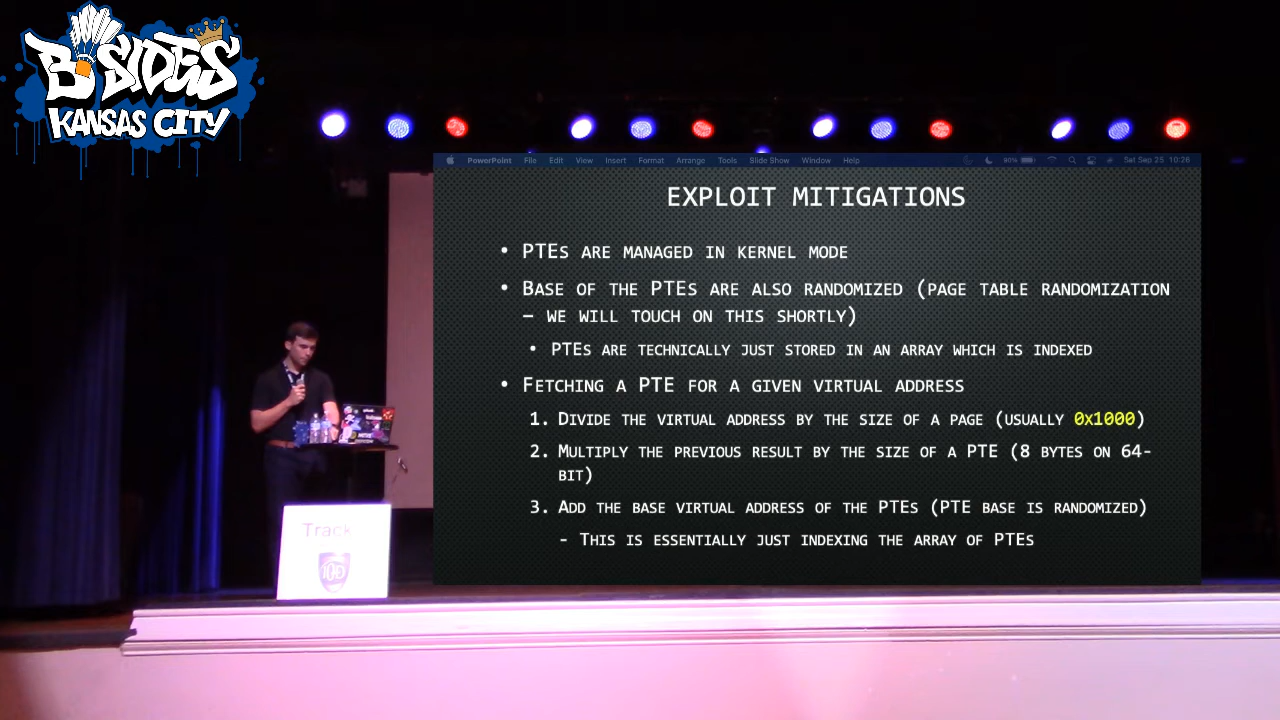 B·SIDES
KANSAS CITY
PowerPoint File Edit View Insert Format Arrange Tools Slide Show Window Help 90% Sat Sep 25 10:26
EXPLOIT MITIGATIONS
• PTES ARE MANAGED IN KERNEL MODE
• BASE OF THE PTES ARE ALSO RANDOMIZED (PAGE TABLE RANDOMIZATION
– WE WILL TOUCH ON THIS SHORTLY)
• PTES ARE TECHNICALLY JUST STORED IN AN ARRAY WHICH IS INDEXED
• FETCHING A PTE FOR A GIVEN VIRTUAL ADDRESS
1. DIVIDE THE VIRTUAL ADDRESS BY THE SIZE OF A PAGE (USUALLY 0x1000)
2. MULTIPLY THE PREVIOUS RESULT BY THE SIZE OF A PTE (8 BYTES ON 64-
BIT)
3. ADD THE BASE VIRTUAL ADDRESS OF THE PTES (PTE BASE IS RANDOMIZED)
- THIS IS ESSENTIALLY JUST INDEXING THE ARRAY OF PTES
Track